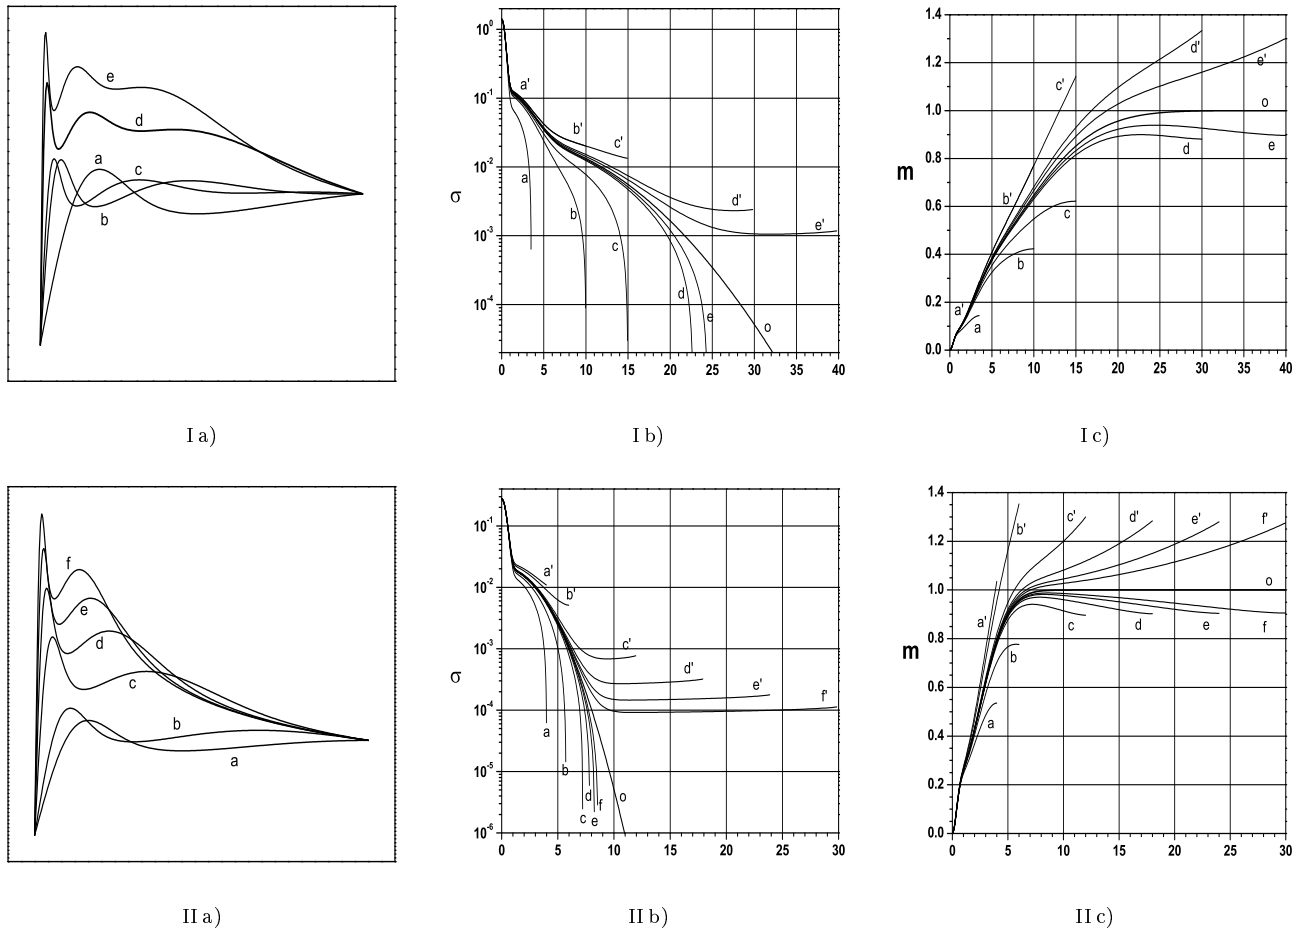 e
d
a
c
b
I a)
10^0
10^-1
10^-2
10^-3
10^-4
σ
a'
b'
c'
a
b
c
d'
e'
d
e
o
0 5 10 15 20 25 30 35 40
I b)
1.4
1.2
1.0
0.8
0.6
0.4
0.2
0.0
m
d'
e'
c'
o
e
d
b'
c
b
a'
a
0 5 10 15 20 25 30 35 40
I c)
f
e
d
c
b
a
II a)
10^-1
10^-2
10^-3
10^-4
10^-5
10^-6
σ
a'
b'
c'
d'
e'
f'
a
b
c
d
e
f
o
0 5 10 15 20 25 30
II b)
1.4
1.2
1.0
0.8
0.6
0.4
0.2
0.0
m
b'
c'
d'
e'
f'
o
a'
c
d
e
f
b
a
0 5 10 15 20 25 30
II c)